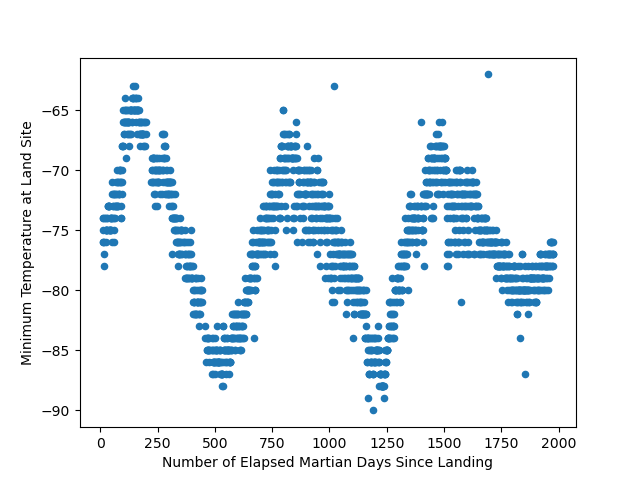 −65
−70
−75
−80
−85
−90
Minimum Temperature at Land Site
0 250 500 750 1000 1250 1500 1750 2000
Number of Elapsed Martian Days Since Landing